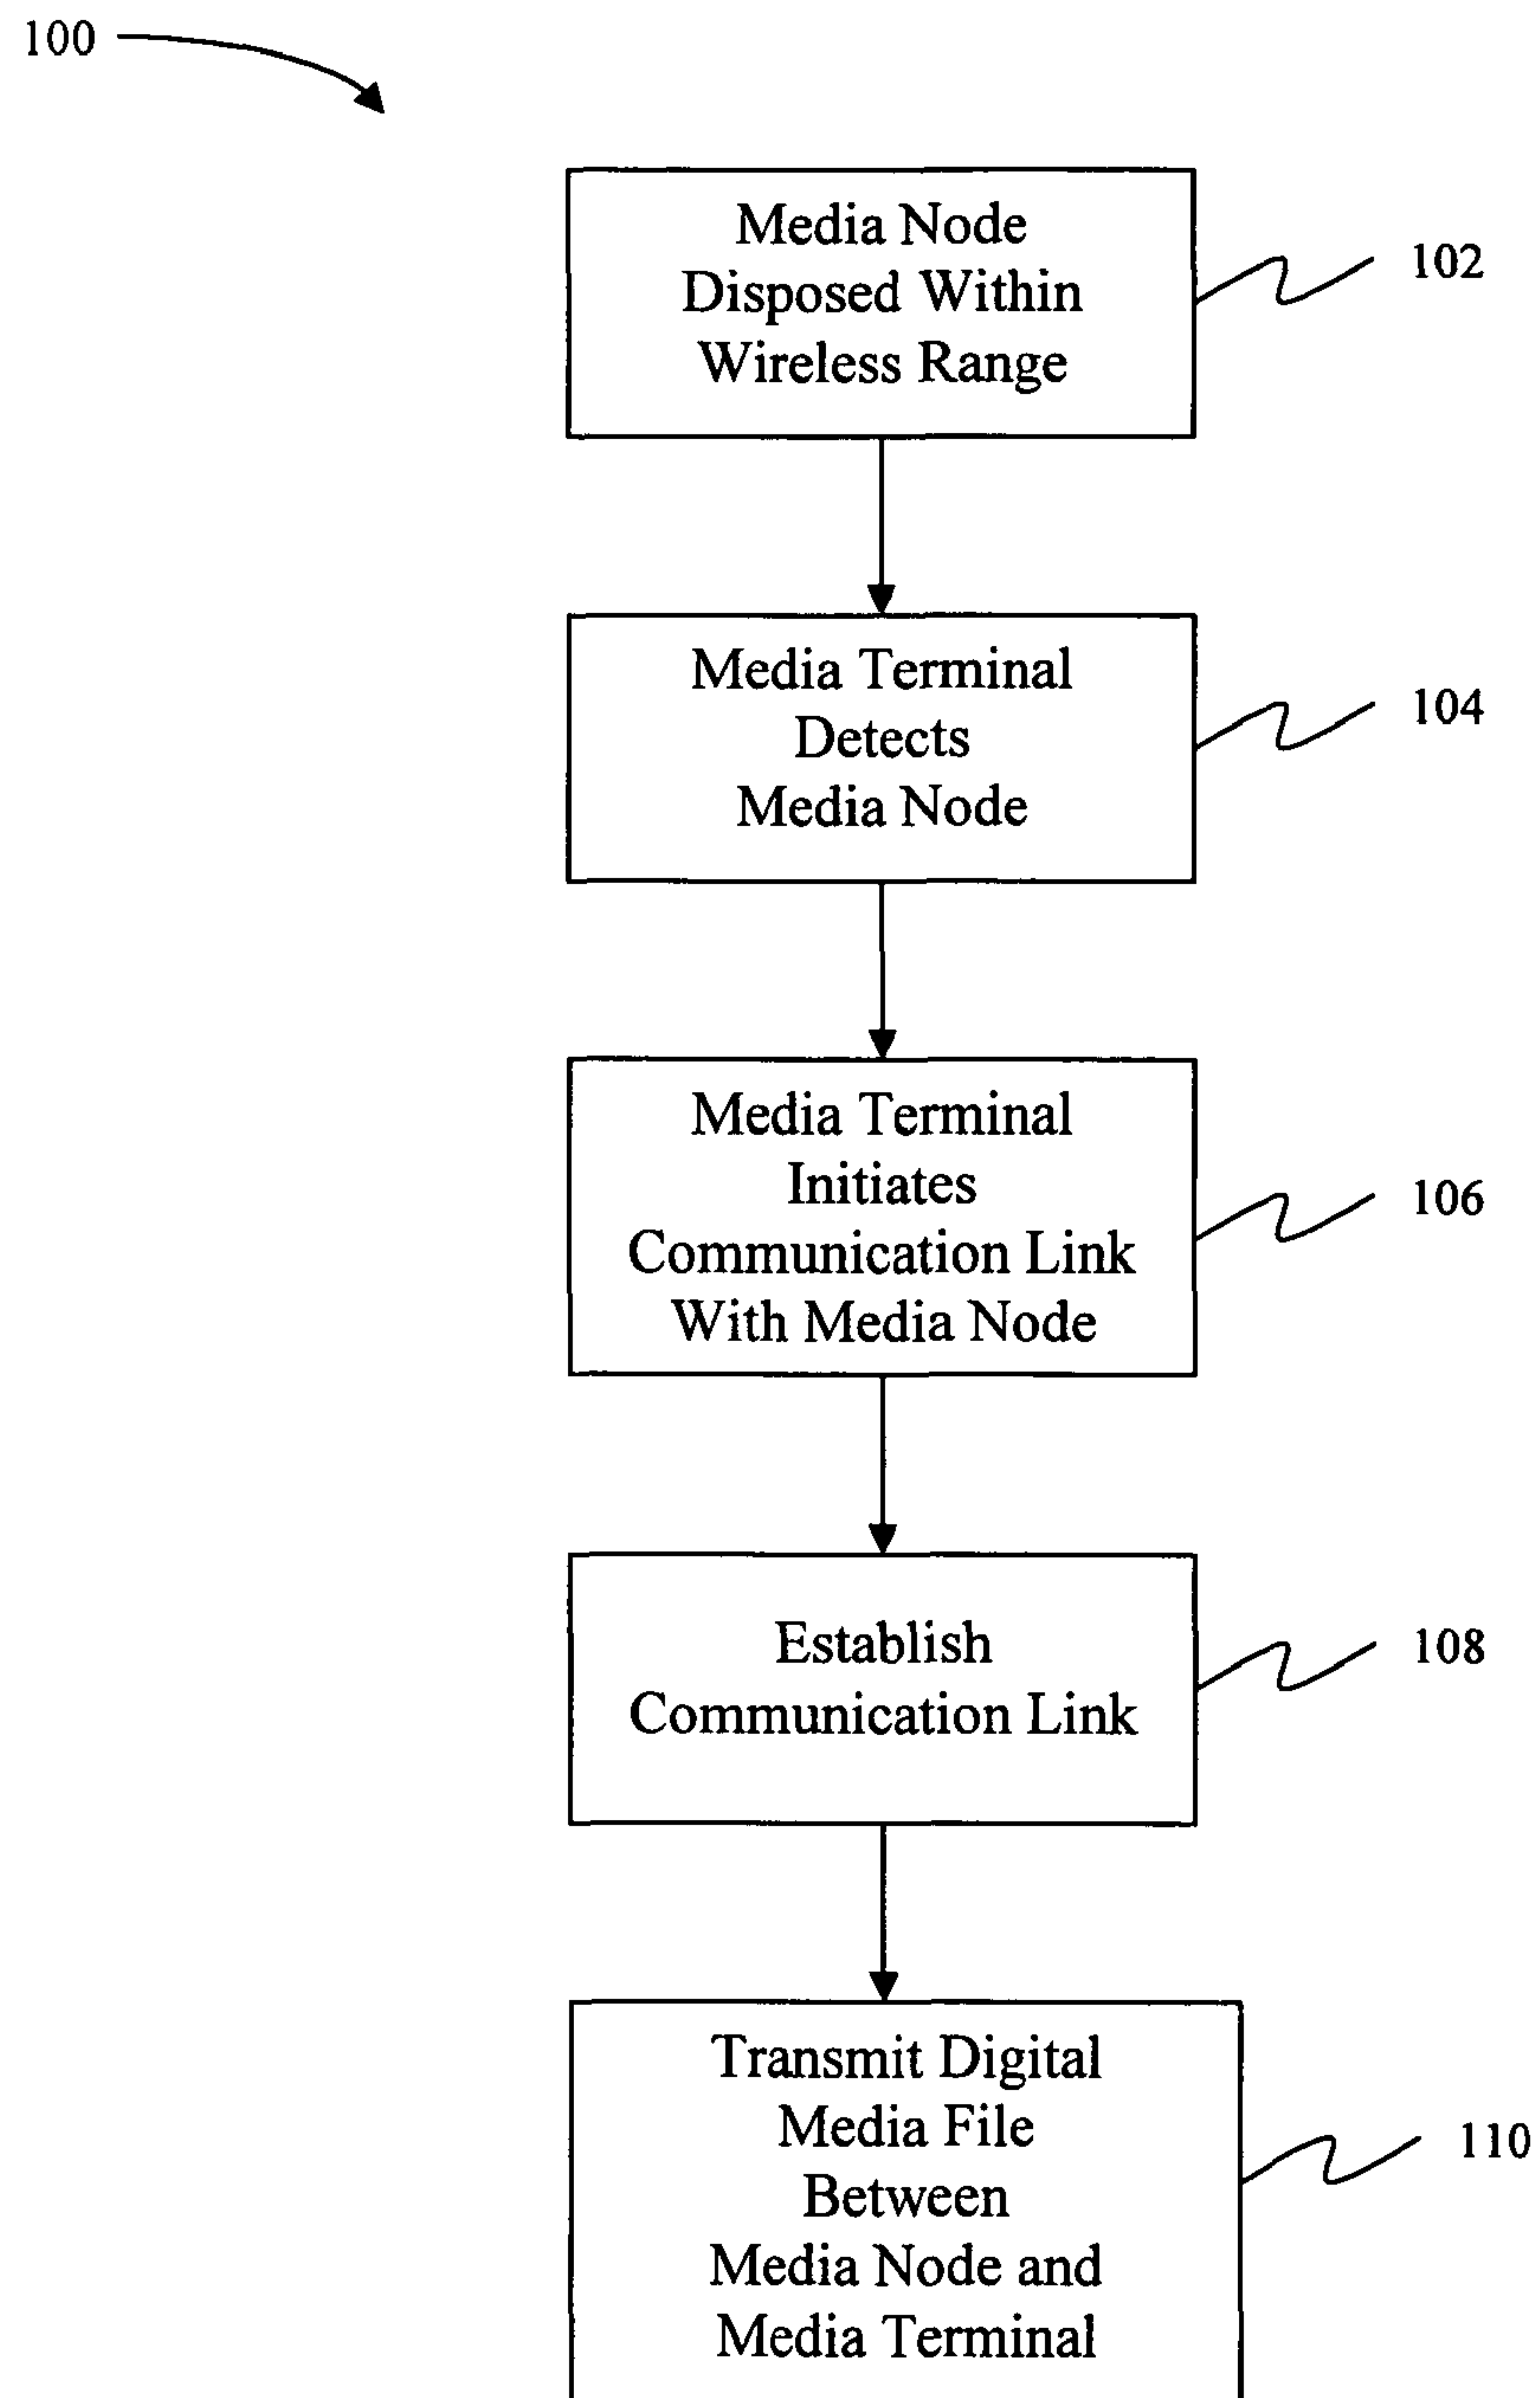 100
Media Node
Disposed Within
Wireless Range
102
Media Terminal
Detects
Media Node
104
Media Terminal
Initiates
Communication Link
With Media Node
106
Establish
Communication Link
108
Transmit Digital
Media File
Between
Media Node and
Media Terminal
110